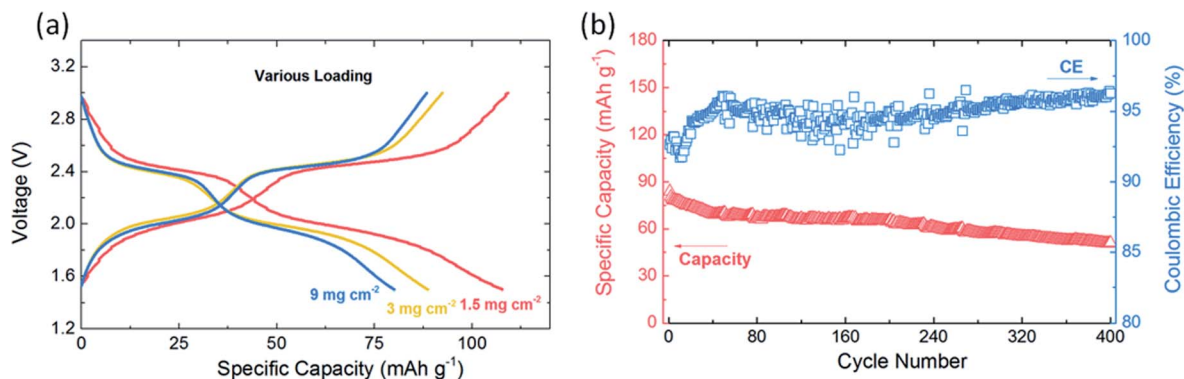 (a)
3.2
2.8
2.4
2.0
1.6
1.2
Voltage (V)
Various Loading
9 mg cm⁻²
3 mg cm⁻²
1.5 mg cm⁻²
0 25 50 75 100
Specific Capacity (mAh g⁻¹)
(b)
180
150
120
90
60
30
0
Specific Capacity (mAh g⁻¹)
CE
Capacity
100
95
90
85
80
Coulombic Efficiency (%)
0 80 160 240 320 400
Cycle Number